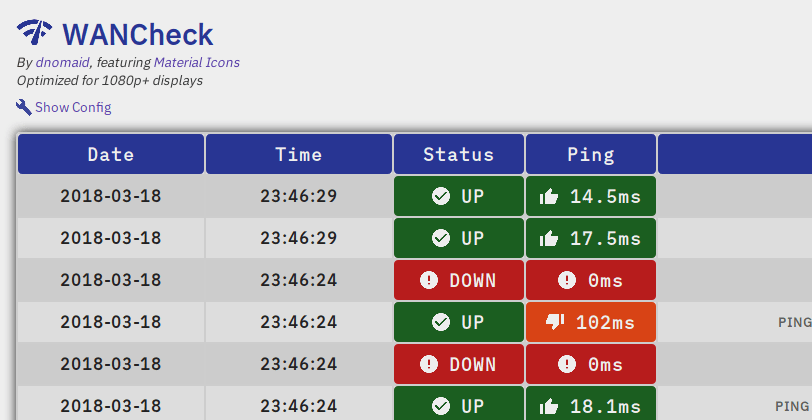 WANCheck
By dnomaid, featuring Material Icons
Optimized for 1080p+ displays
Show Config
Date Time Status Ping
2018-03-18 23:46:29 UP 14.5ms
2018-03-18 23:46:29 UP 17.5ms
2018-03-18 23:46:24 DOWN 0ms
2018-03-18 23:46:24 UP 102ms PING
2018-03-18 23:46:24 DOWN 0ms
2018-03-18 23:46:24 UP 18.1ms PING